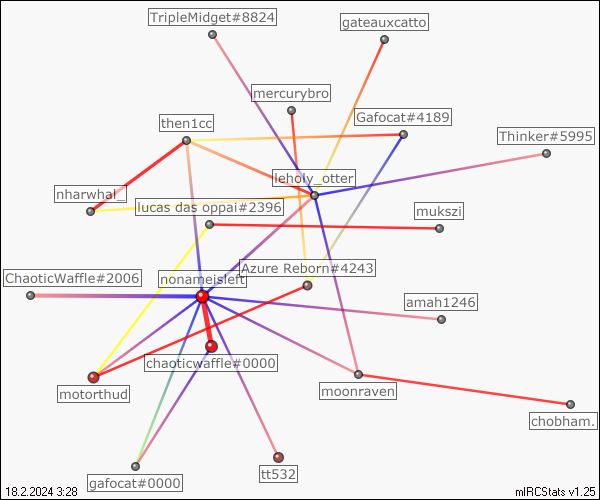 TripleMidget#8824
gateauxcatto
mercurybro
then1cc
Gafocat#4189
Thinker#5995
leholy_otter
nharwhal_
lucas das oppai#2396
mukszi
Azure Reborn#4243
ChaoticWaffle#2006
nonameisleft
amah1246
chaoticwaffle#0000
motorthud
moonraven
chobham.
tt532
gafocat#0000
18.2.2024 3:28
mIRCStats v1.25